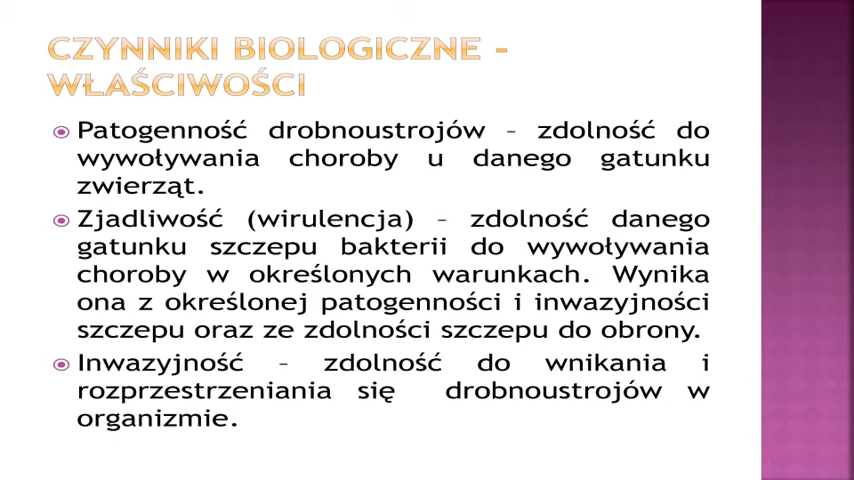 CZYNNIKI BIOLOGICZNE -
WŁAŚCIWOŚCI
Patogenność drobnoustrojów – zdolność do
wywoływania choroby u danego gatunku
zwierząt.
Zjadliwość (wirulencja) – zdolność danego
gatunku szczepu bakterii do wywoływania
choroby w określonych warunkach. Wynika
ona z określonej patogenności i inwazyjności
szczepu oraz ze zdolności szczepu do obrony.
Inwazyjność – zdolność do wnikania i
rozprzestrzeniania się drobnoustrojów w
organizmie.